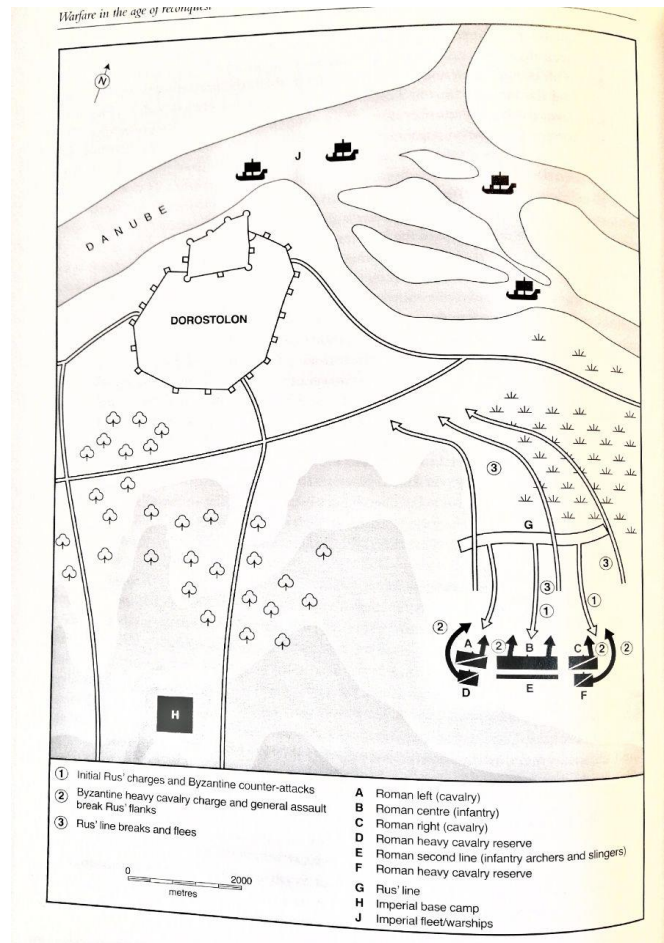 Warfare in the age of reconquest
N
J
DANUBE
DOROSTOLON
3
G
3
3
1
1
2
A
2
B
C
2
2
D
E
F
H
1 Initial Rus' charges and Byzantine counter-attacks
2 Byzantine heavy cavalry charge and general assault
break Rus' flanks
3 Rus' line breaks and flees
0 2000
metres
A Roman left (cavalry)
B Roman centre (infantry)
C Roman right (cavalry)
D Roman heavy cavalry reserve
E Roman second line (infantry archers and slingers)
F Roman heavy cavalry reserve
G Rus' line
H Imperial base camp
J Imperial fleet/warships